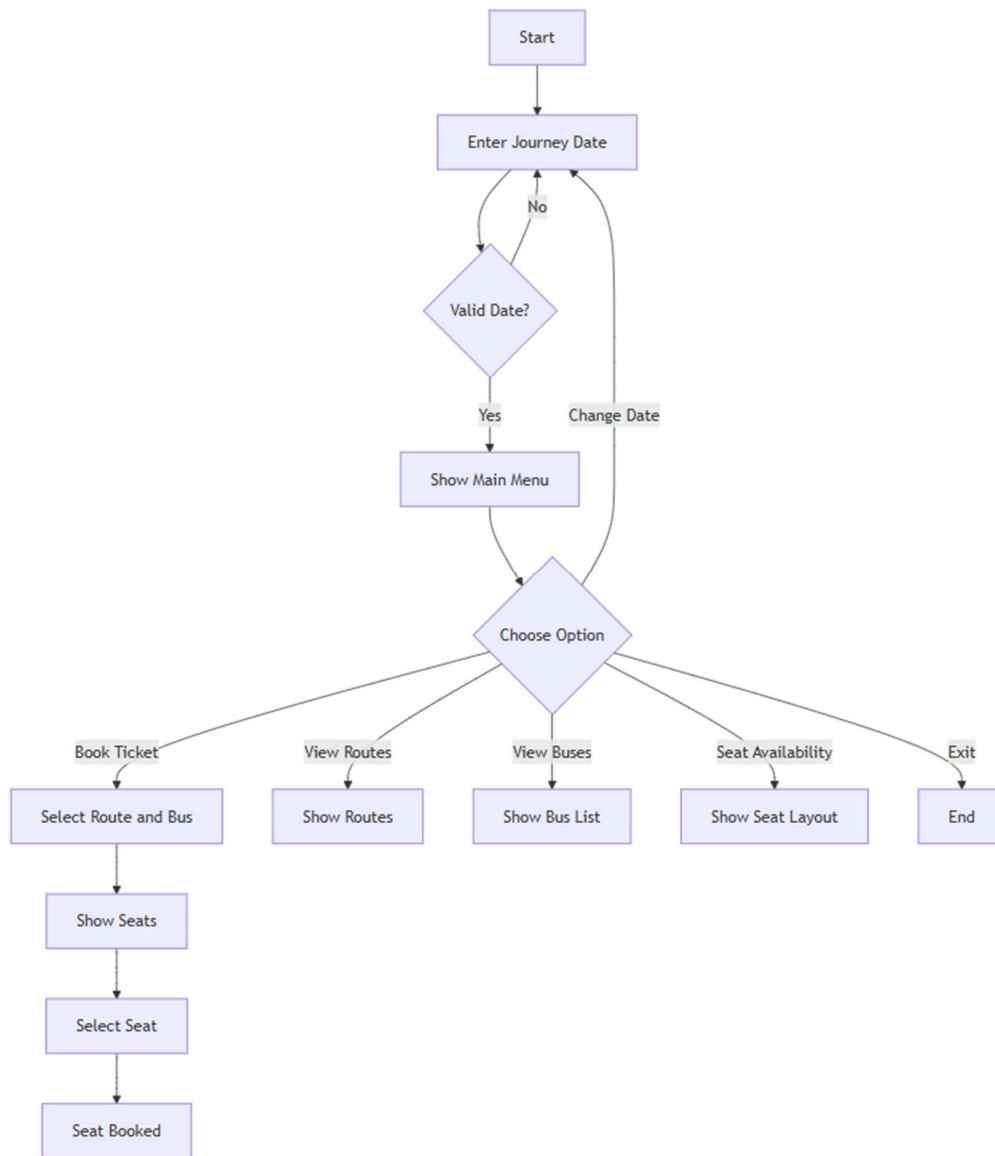 Start
Enter Journey Date
No
Valid Date?
Yes
Change Date
Show Main Menu
Choose Option
Book Ticket
View Routes
View Buses
Seat Availability
Exit
Select Route and Bus
Show Routes
Show Bus List
Show Seat Layout
End
Show Seats
Select Seat
Seat Booked